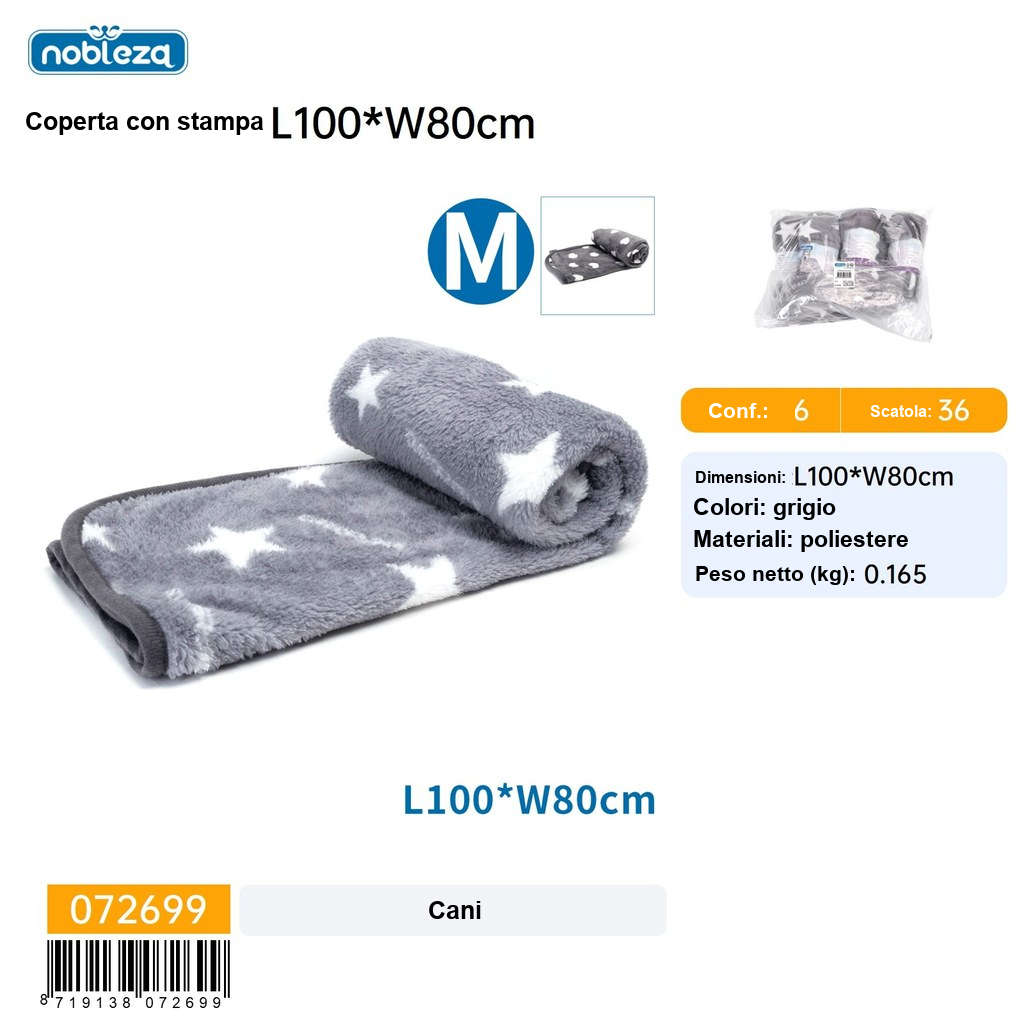 nobleza
Coperta con stampa L100*W80cm
M
Conf.: 6
Scatola: 36
Dimensioni: L100*W80cm
Colori: grigio
Materiali: poliestere
Peso netto (kg): 0.165
L100*W80cm
072699
Cani
8 719138 072699